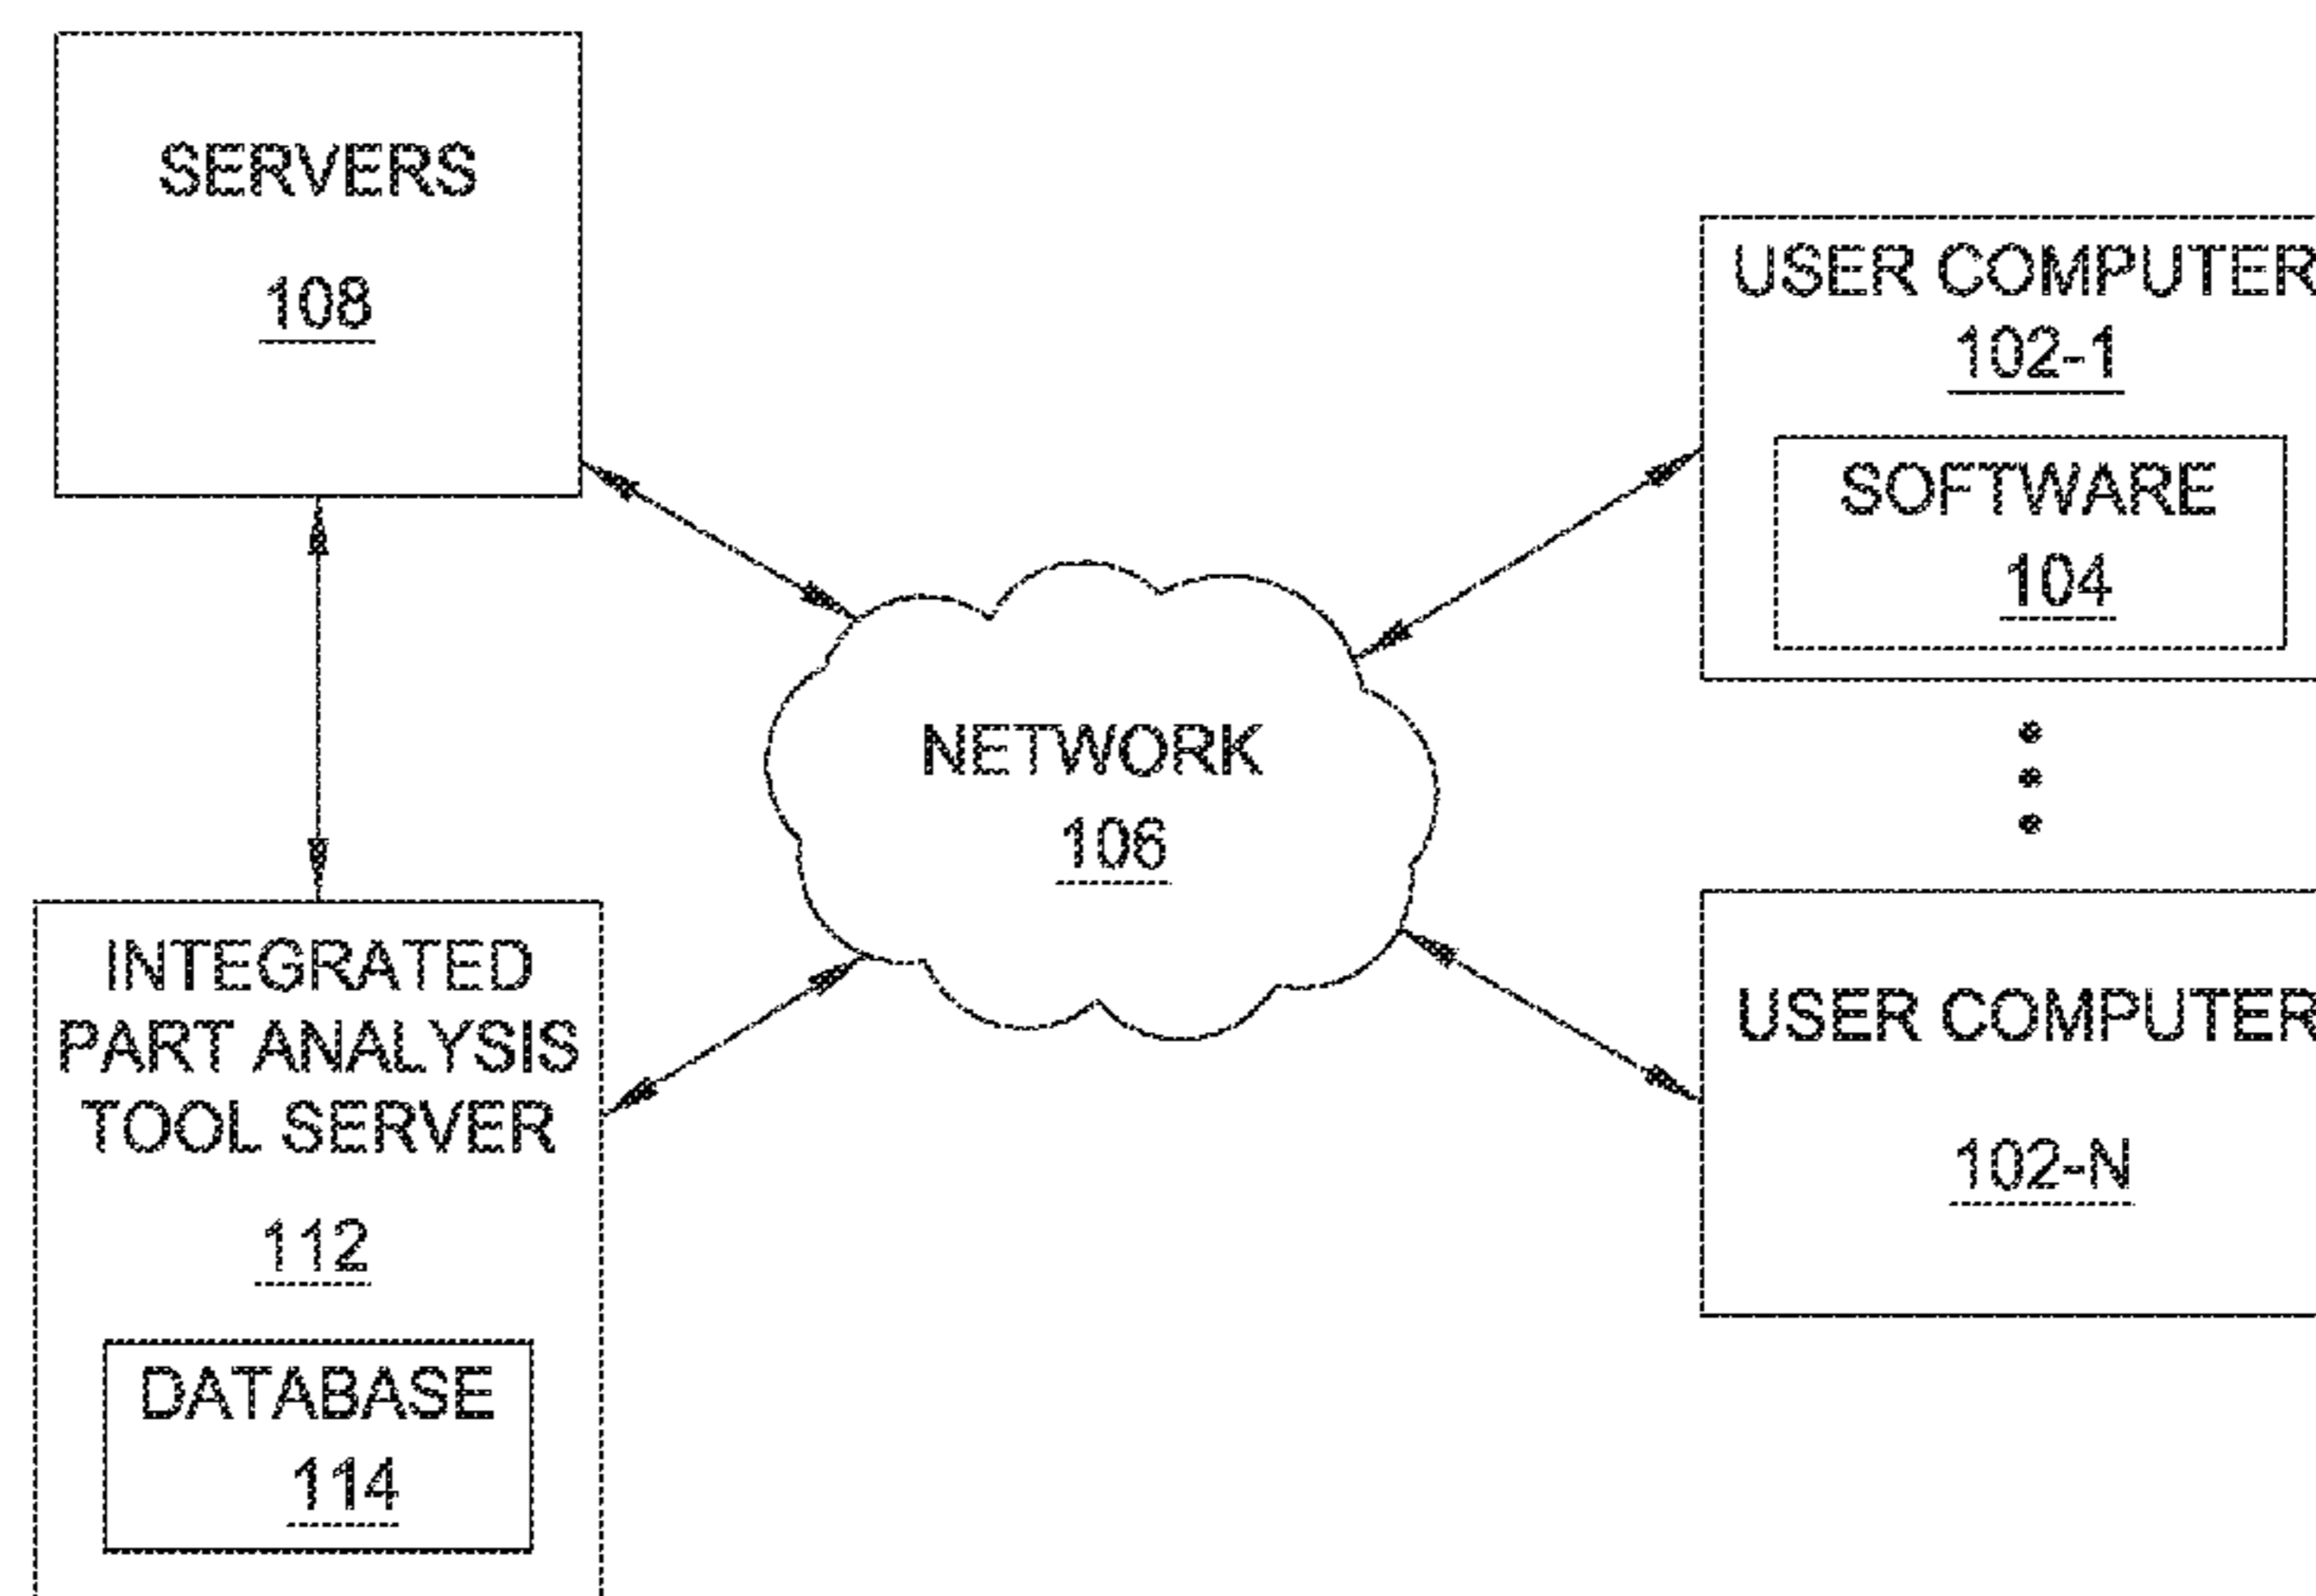 SERVERS
108
USER COMPUTER
102-1
SOFTWARE
104
NETWORK
106
INTEGRATED
PART ANALYSIS
TOOL SERVER
112
DATABASE
114
USER COMPUTER
102-N